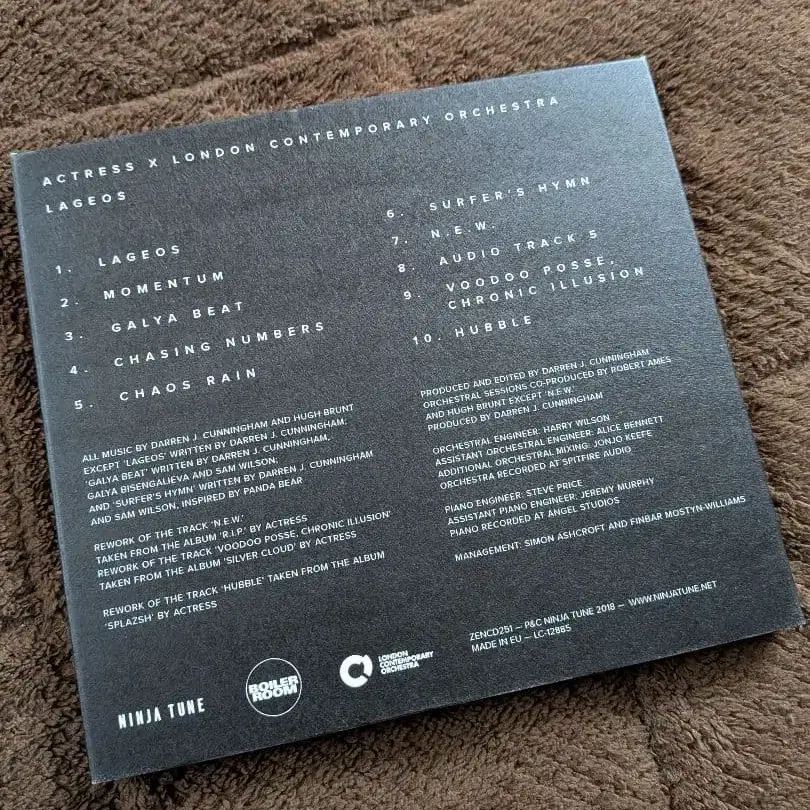 ACTRESS X LONDON CONTEMPORARY ORCHESTRA
LAGEOS
1. LAGEOS
2. MOMENTUM
3. GALYA BEAT
4. CHASING NUMBERS
5. CHAOS RAIN
6. SURFER'S HYMN
7. N.E.W.
8. AUDIO TRACK 5
9. VOODOO POSSE,
CHRONIC ILLUSION
10. HUBBLE
ALL MUSIC BY DARREN J. CUNNINGHAM AND HUGH BRUNT
EXCEPT 'LAGEOS' WRITTEN BY DARREN J. CUNNINGHAM;
'GALYA BEAT' WRITTEN BY DARREN J. CUNNINGHAM,
GALYA BISENGALIEVA AND SAM WILSON;
AND 'SURFER'S HYMN' WRITTEN BY DARREN J. CUNNINGHAM
AND SAM WILSON, INSPIRED BY PANDA BEAR
REWORK OF THE TRACK 'N.E.W.'
TAKEN FROM THE ALBUM 'R.I.P.' BY ACTRESS
REWORK OF THE TRACK 'VOODOO POSSE, CHRONIC ILLUSION'
TAKEN FROM THE ALBUM 'SILVER CLOUD' BY ACTRESS
REWORK OF THE TRACK 'HUBBLE' TAKEN FROM THE ALBUM
'SPLAZSH' BY ACTRESS
PRODUCED AND EDITED BY DARREN J. CUNNINGHAM
ORCHESTRAL SESSIONS CO-PRODUCED BY ROBERT AMES
AND HUGH BRUNT EXCEPT 'N.E.W.'
PRODUCED BY DARREN J. CUNNINGHAM
ORCHESTRAL ENGINEER: HARRY WILSON
ASSISTANT ORCHESTRAL ENGINEER: ALICE BENNETT
ADDITIONAL ORCHESTRAL MIXING: JONJO KEEFE
ORCHESTRA RECORDED AT SPITFIRE AUDIO
PIANO ENGINEER: STEVE PRICE
ASSISTANT PIANO ENGINEER: JEREMY MURPHY
PIANO RECORDED AT ANGEL STUDIOS
MANAGEMENT: SIMON ASHCROFT AND FINBAR MOSTYN-WILLIAMS
NINJA TUNE
BOILER
ROOM
LONDON
CONTEMPORARY
ORCHESTRA
ZENCD251 — P&C NINJA TUNE 2018 — WWW.NINJATUNE.NET
MADE IN EU — LC-12885